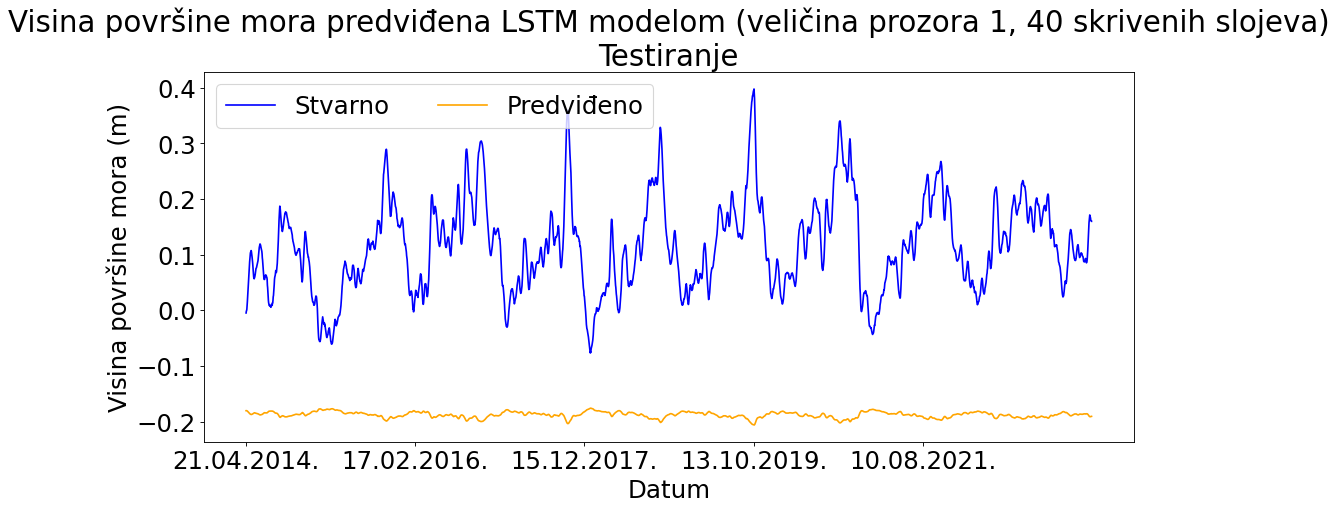 Visina površine mora predviđena LSTM modelom (veličina prozora 1, 40 skrivenih slojeva)
Testiranje
Stvarno Predviđeno
Visina površine mora (m)
0.4
0.3
0.2
0.1
0.0
−0.1
−0.2
21.04.2014. 17.02.2016. 15.12.2017. 13.10.2019. 10.08.2021.
Datum